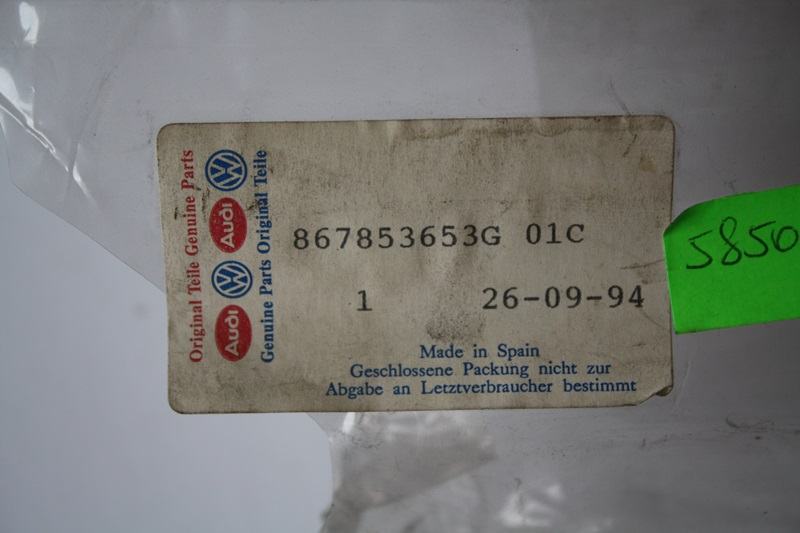 Original Teile Genuine Parts
Audi
Audi
Genuine Parts Original Teile
867853653G 01C
1 26-09-94
Made in Spain
Geschlossene Packung nicht zur
Abgabe an Letztverbraucher bestimmt
5850